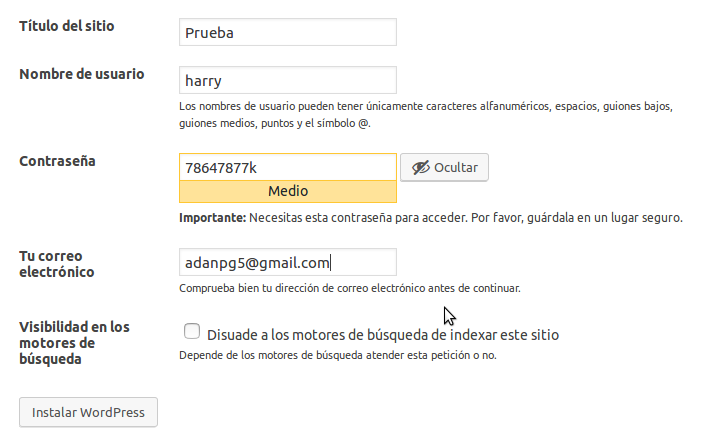 Título del sitio
Prueba
Nombre de usuario
harry
Los nombres de usuario pueden tener únicamente caracteres alfanuméricos, espacios, guiones bajos,
guiones medios, puntos y el símbolo @.
Contraseña
78647877k
Ocultar
Medio
Importante: Necesitas esta contraseña para acceder. Por favor, guárdala en un lugar seguro.
Tu correo
electrónico
adanpg5@gmail.com
Comprueba bien tu dirección de correo electrónico antes de continuar.
Visibilidad en los
motores de
búsqueda
Disuade a los motores de búsqueda de indexar este sitio
Depende de los motores de búsqueda atender esta petición o no.
Instalar WordPress